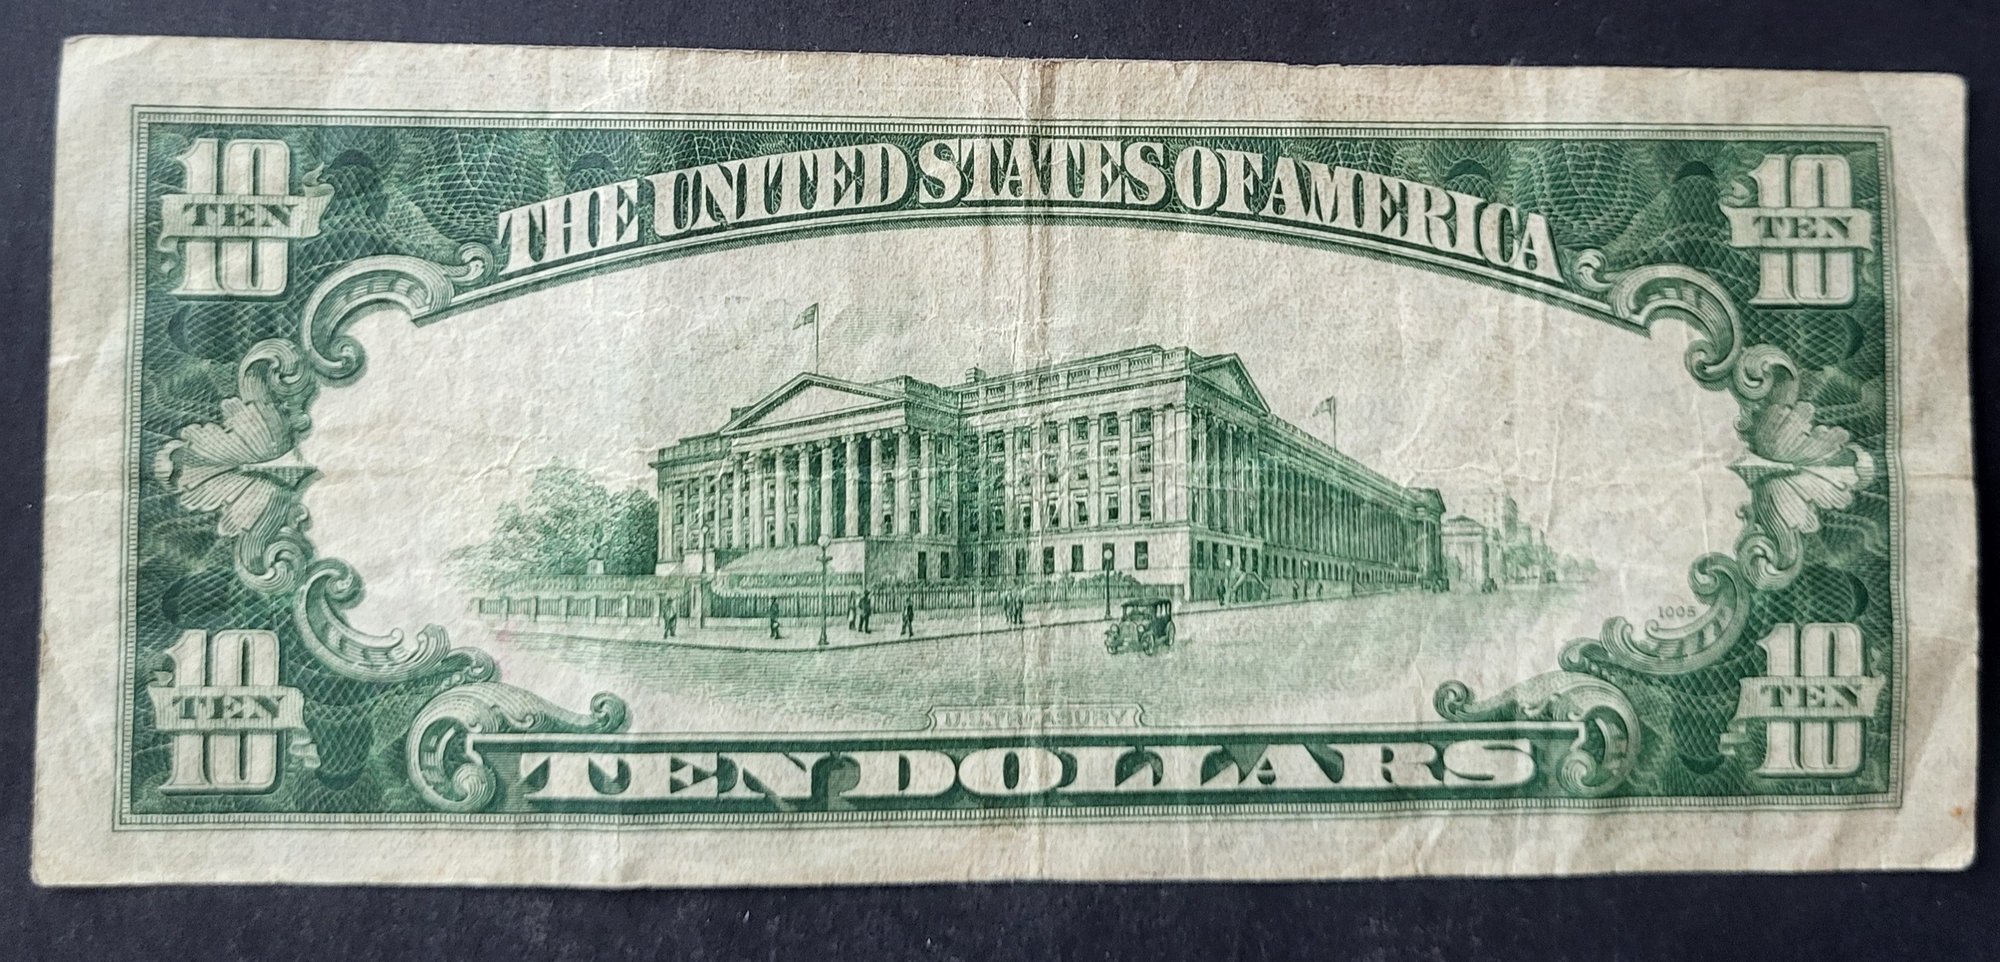 10 TEN 10
THE UNITED STATES OF AMERICA
10 TEN 10
1005
10 TEN 10
U.S. TREASURY
TEN DOLLARS
10 TEN 10